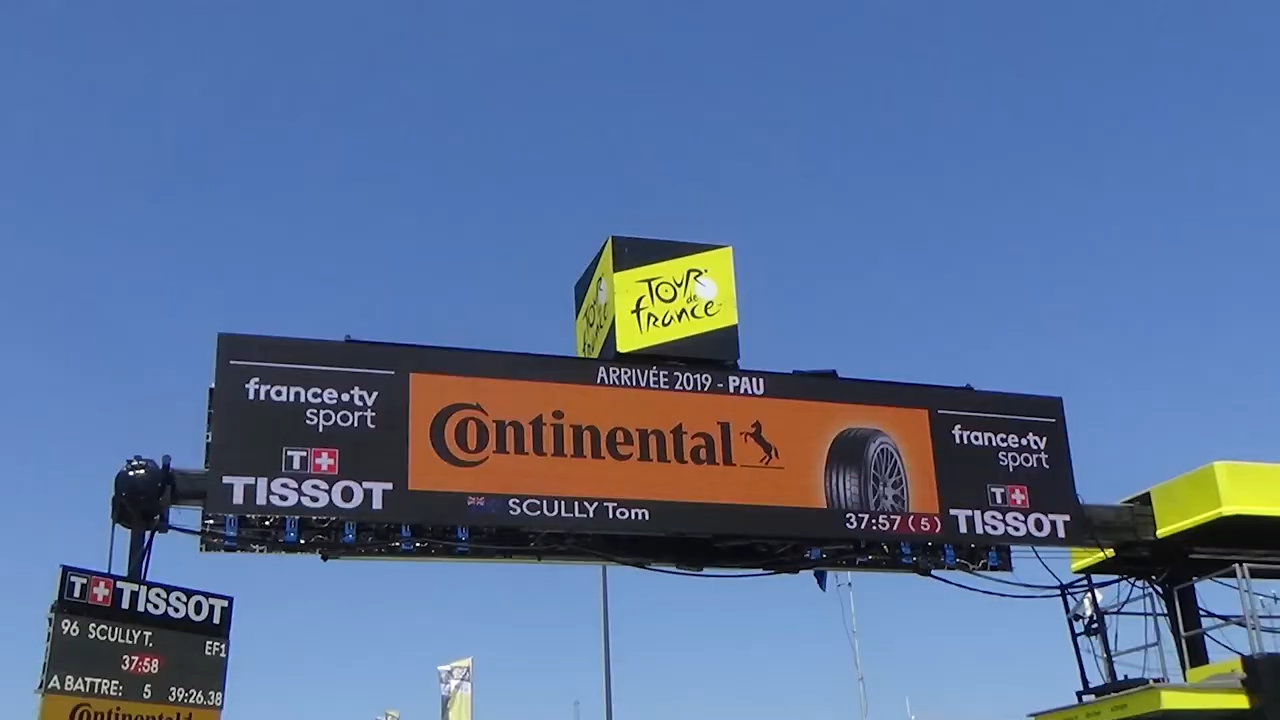 TOUR
de
france
TOUR
france
ARRIVÉE 2019 - PAU
france•tv
sport
T+
TISSOT
Continental
SCULLY Tom
37:57 (5)
france•tv
sport
T+
TISSOT
T+ TISSOT
96 SCULLY T.
EF1
37:58
A BATTRE: 5 39:26.38
Continental